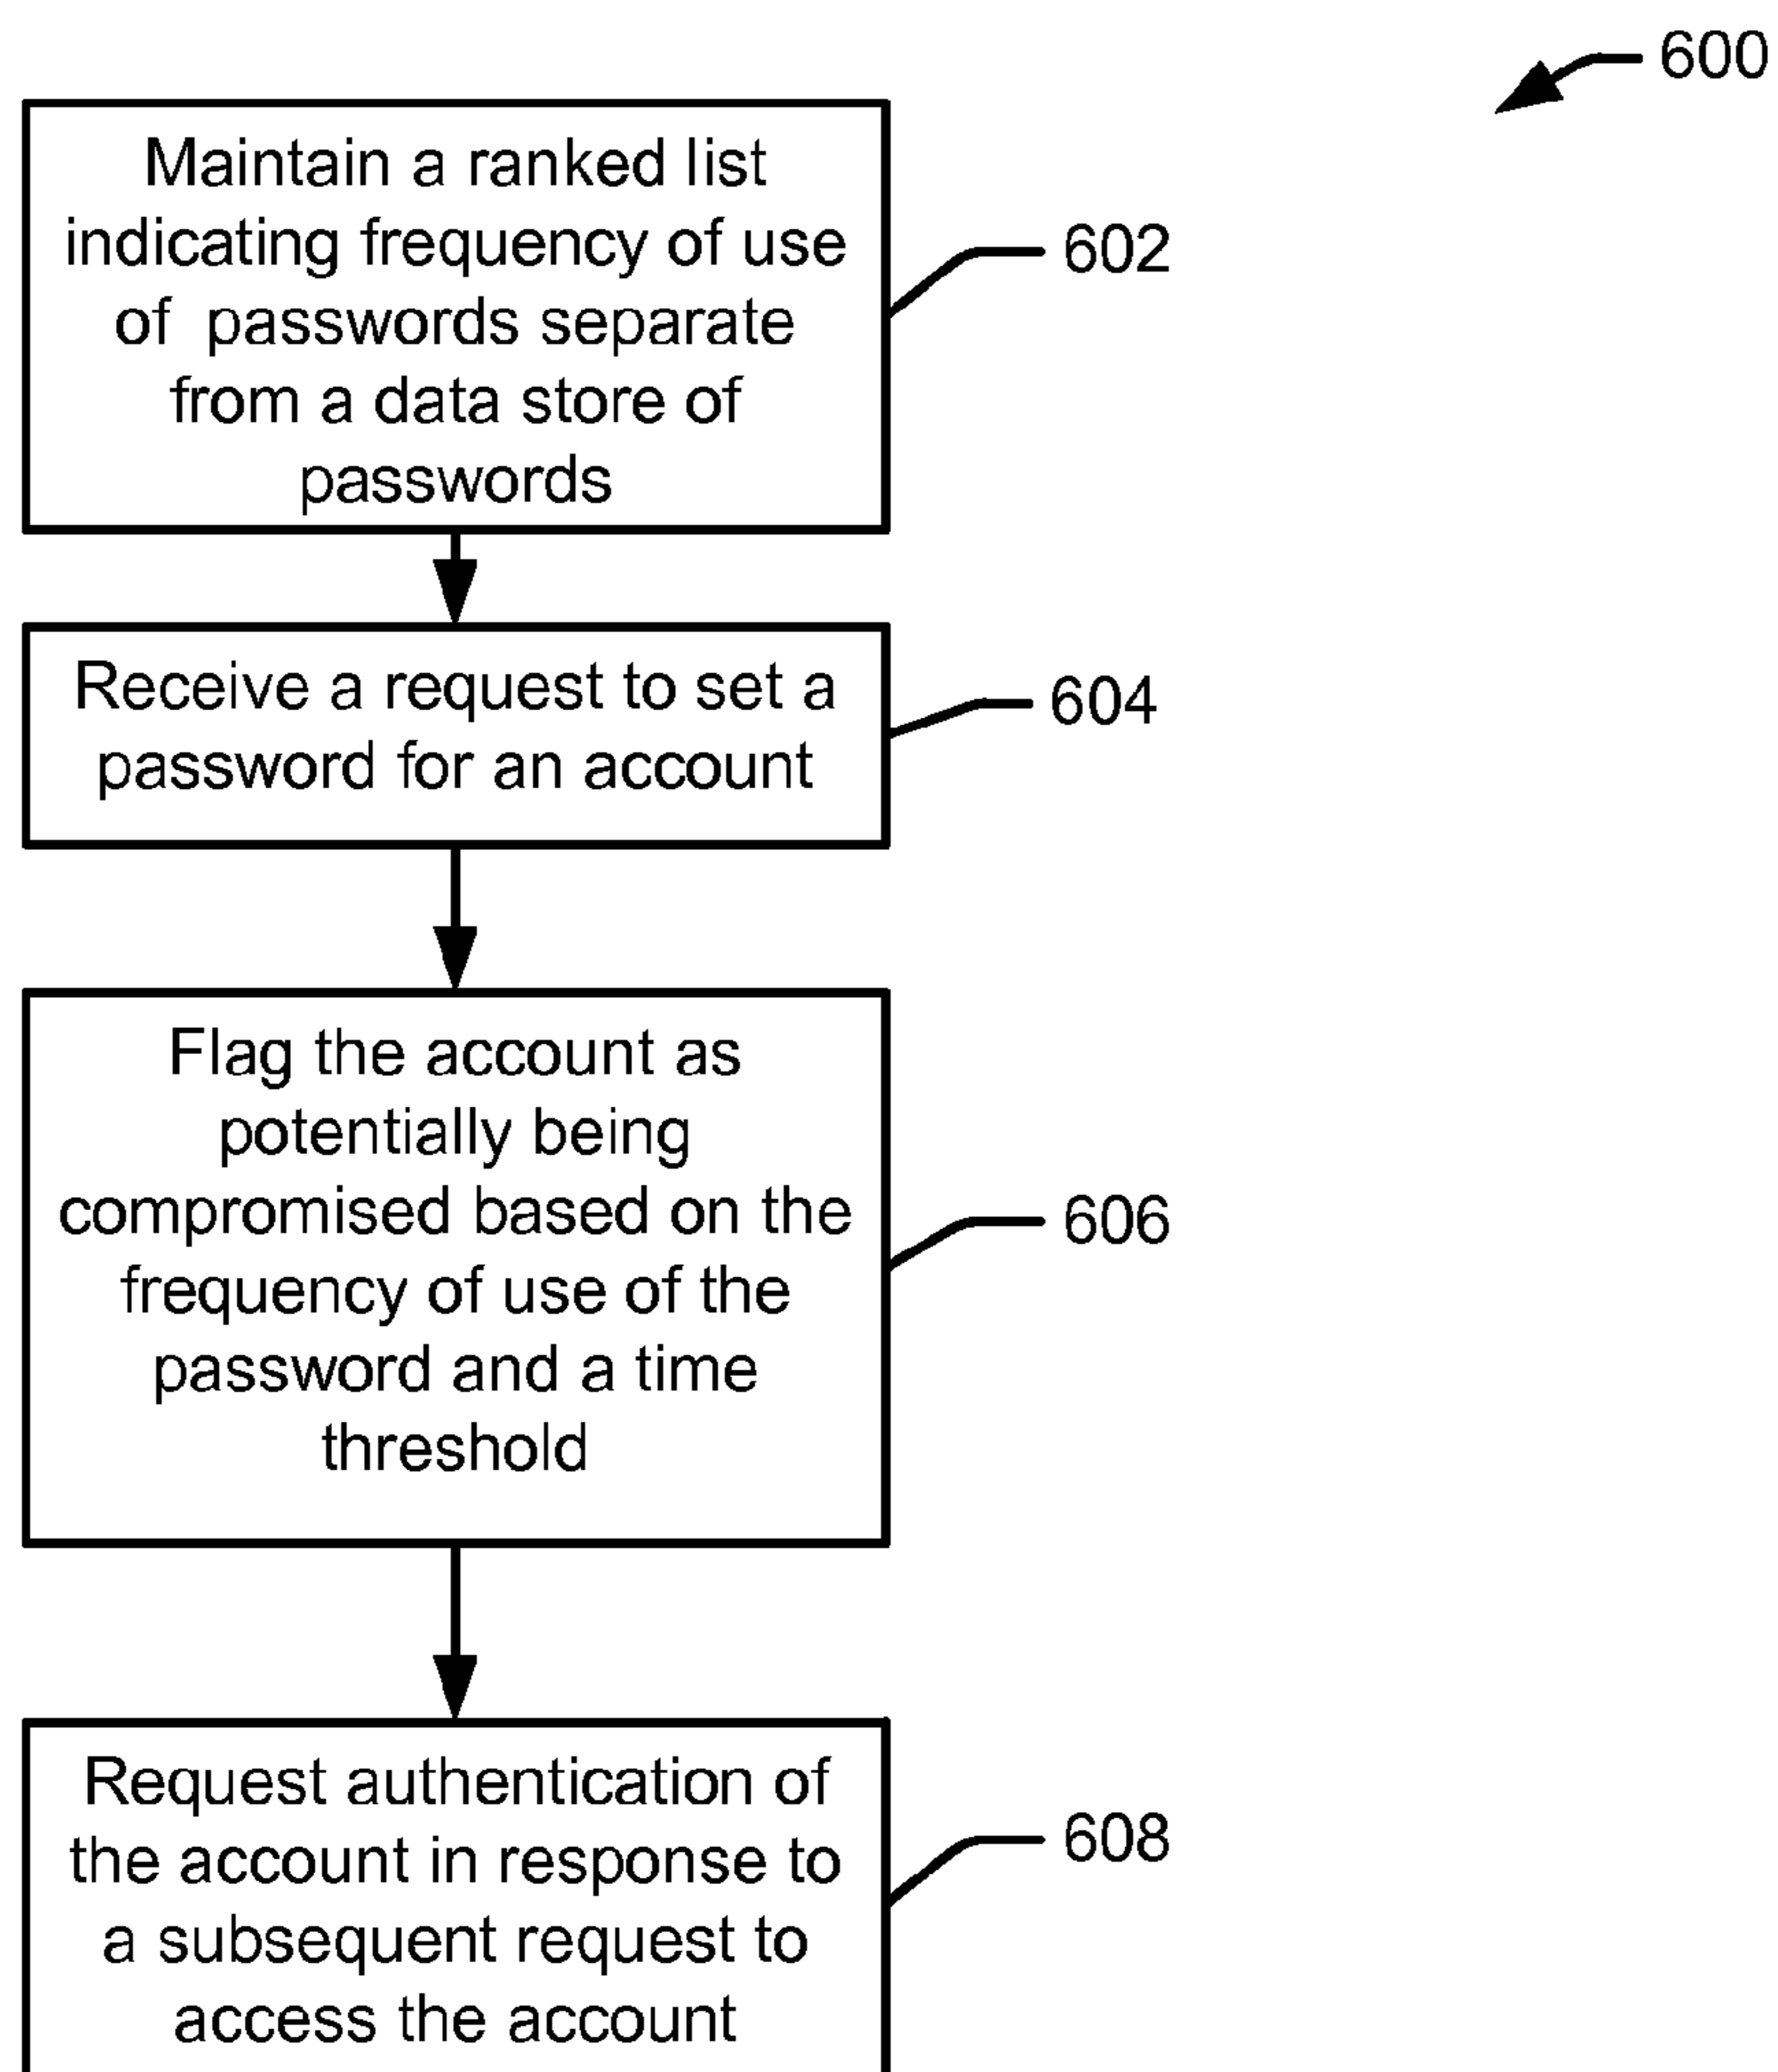 600
Maintain a ranked list
indicating frequency of use
of passwords separate
from a data store of
passwords
602
Receive a request to set a
password for an account
604
Flag the account as
potentially being
compromised based on the
frequency of use of the
password and a time
threshold
606
Request authentication of
the account in response to
a subsequent request to
access the account
608